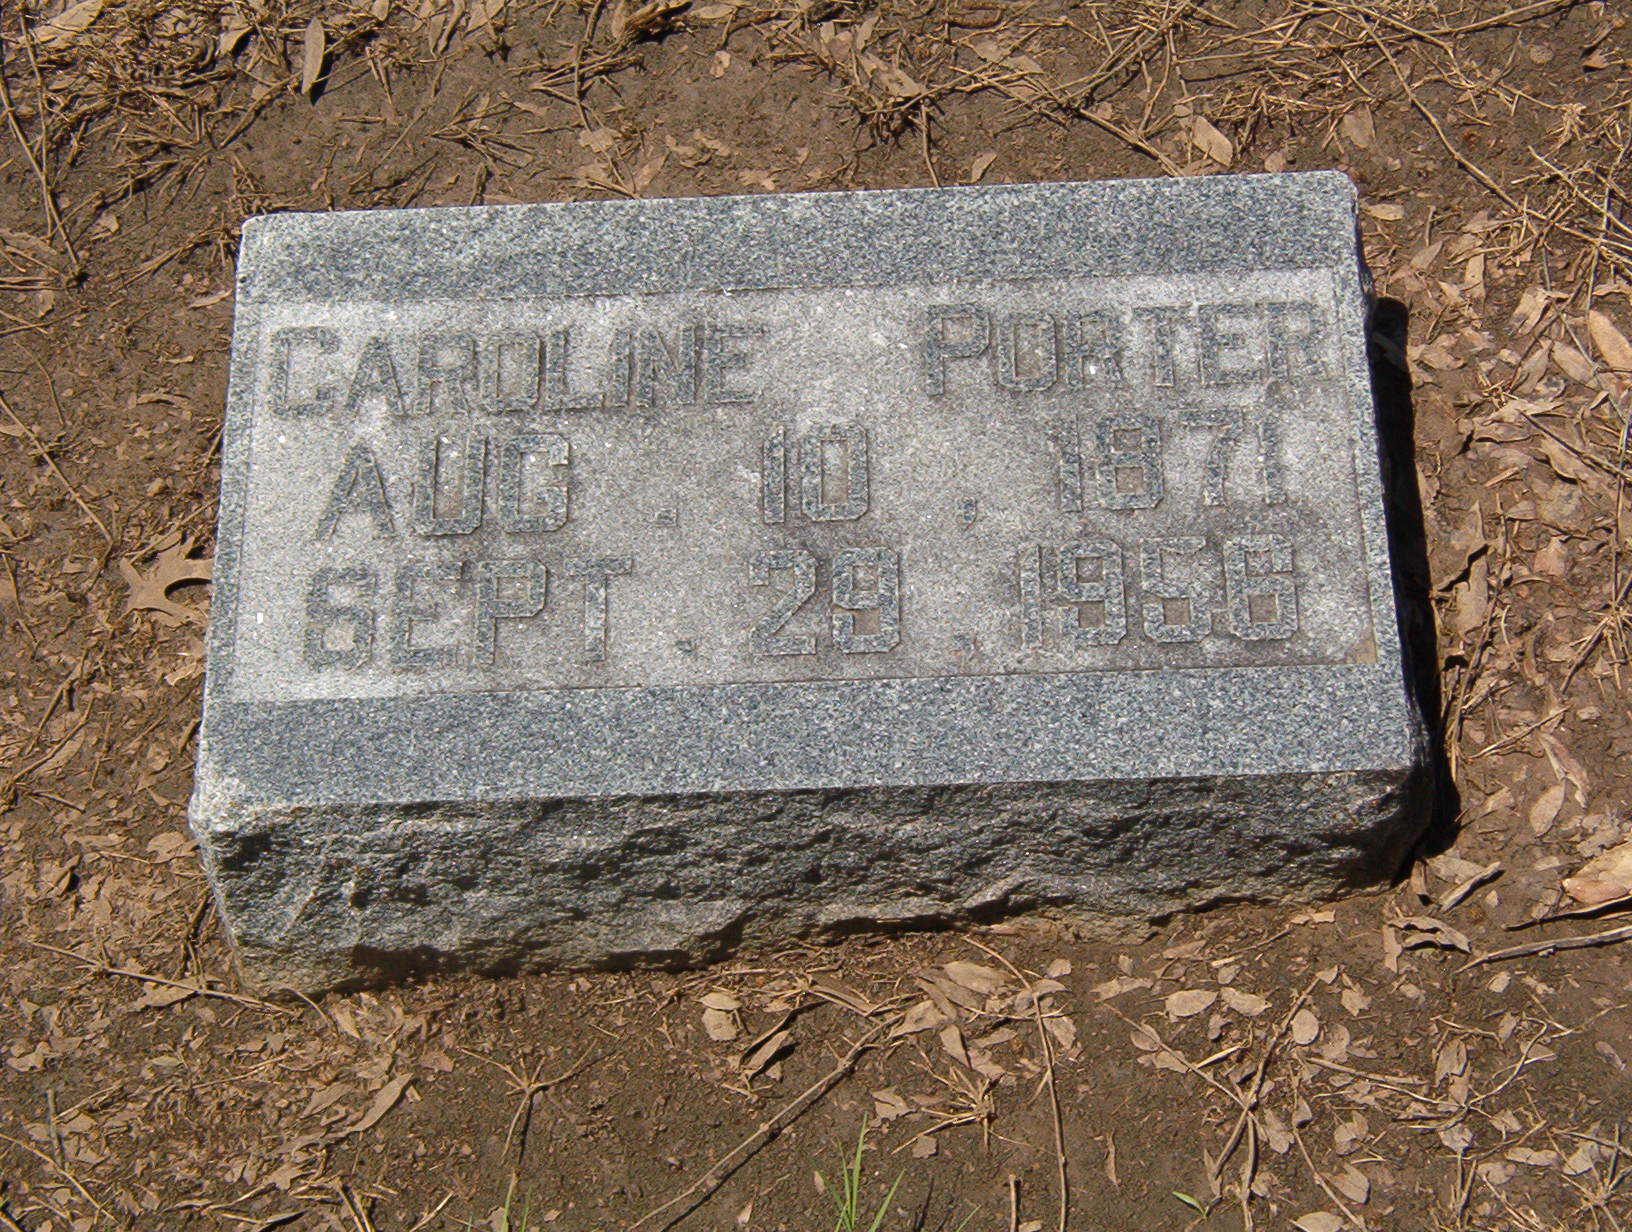 CAROLINE PORTER
AUG. 10, 1871
SEPT. 29, 1956